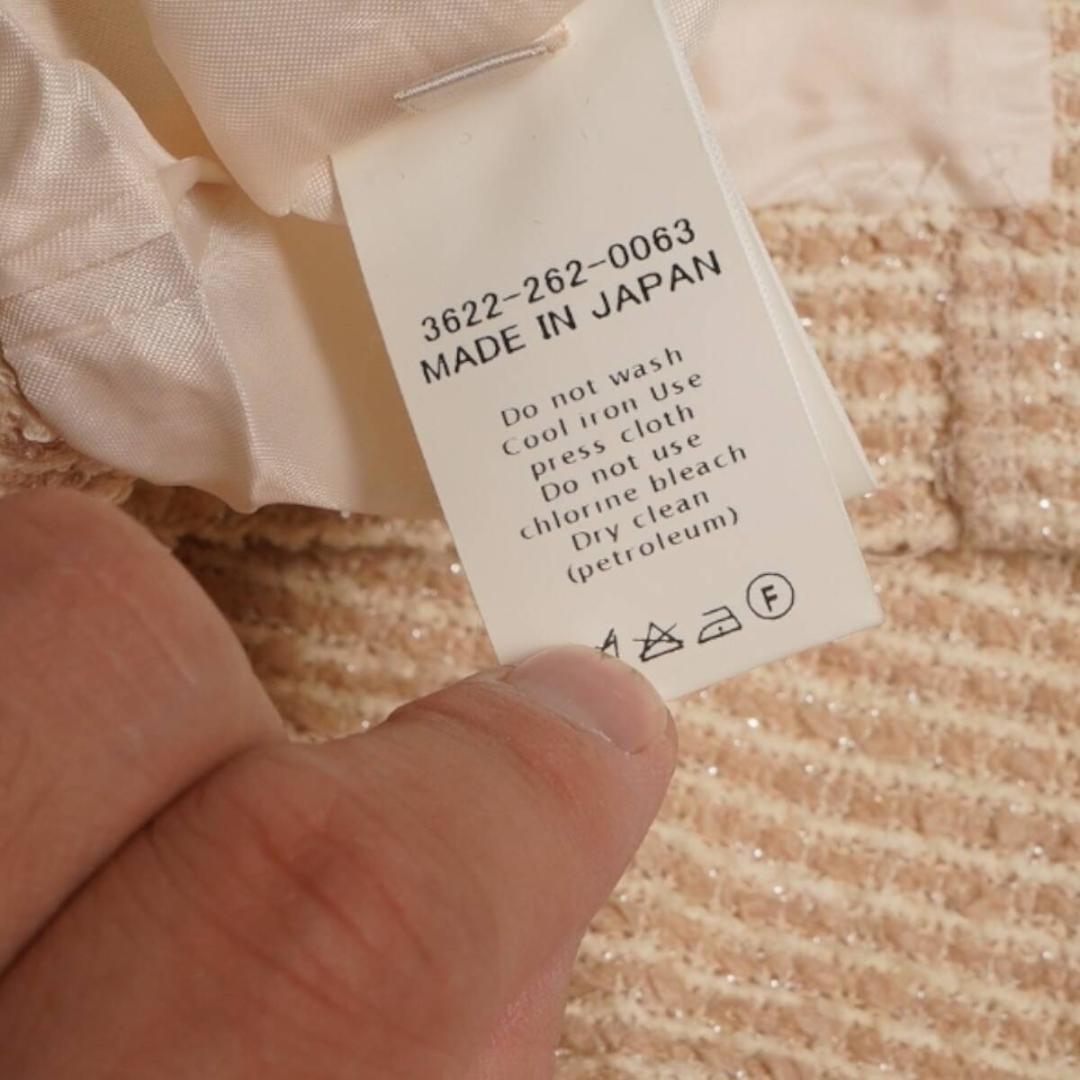 3622-262-0063
MADE IN JAPAN
Do not wash
Cool iron Use
press cloth
Do not use
chlorine bleach
Dry clean
(petroleum)
F